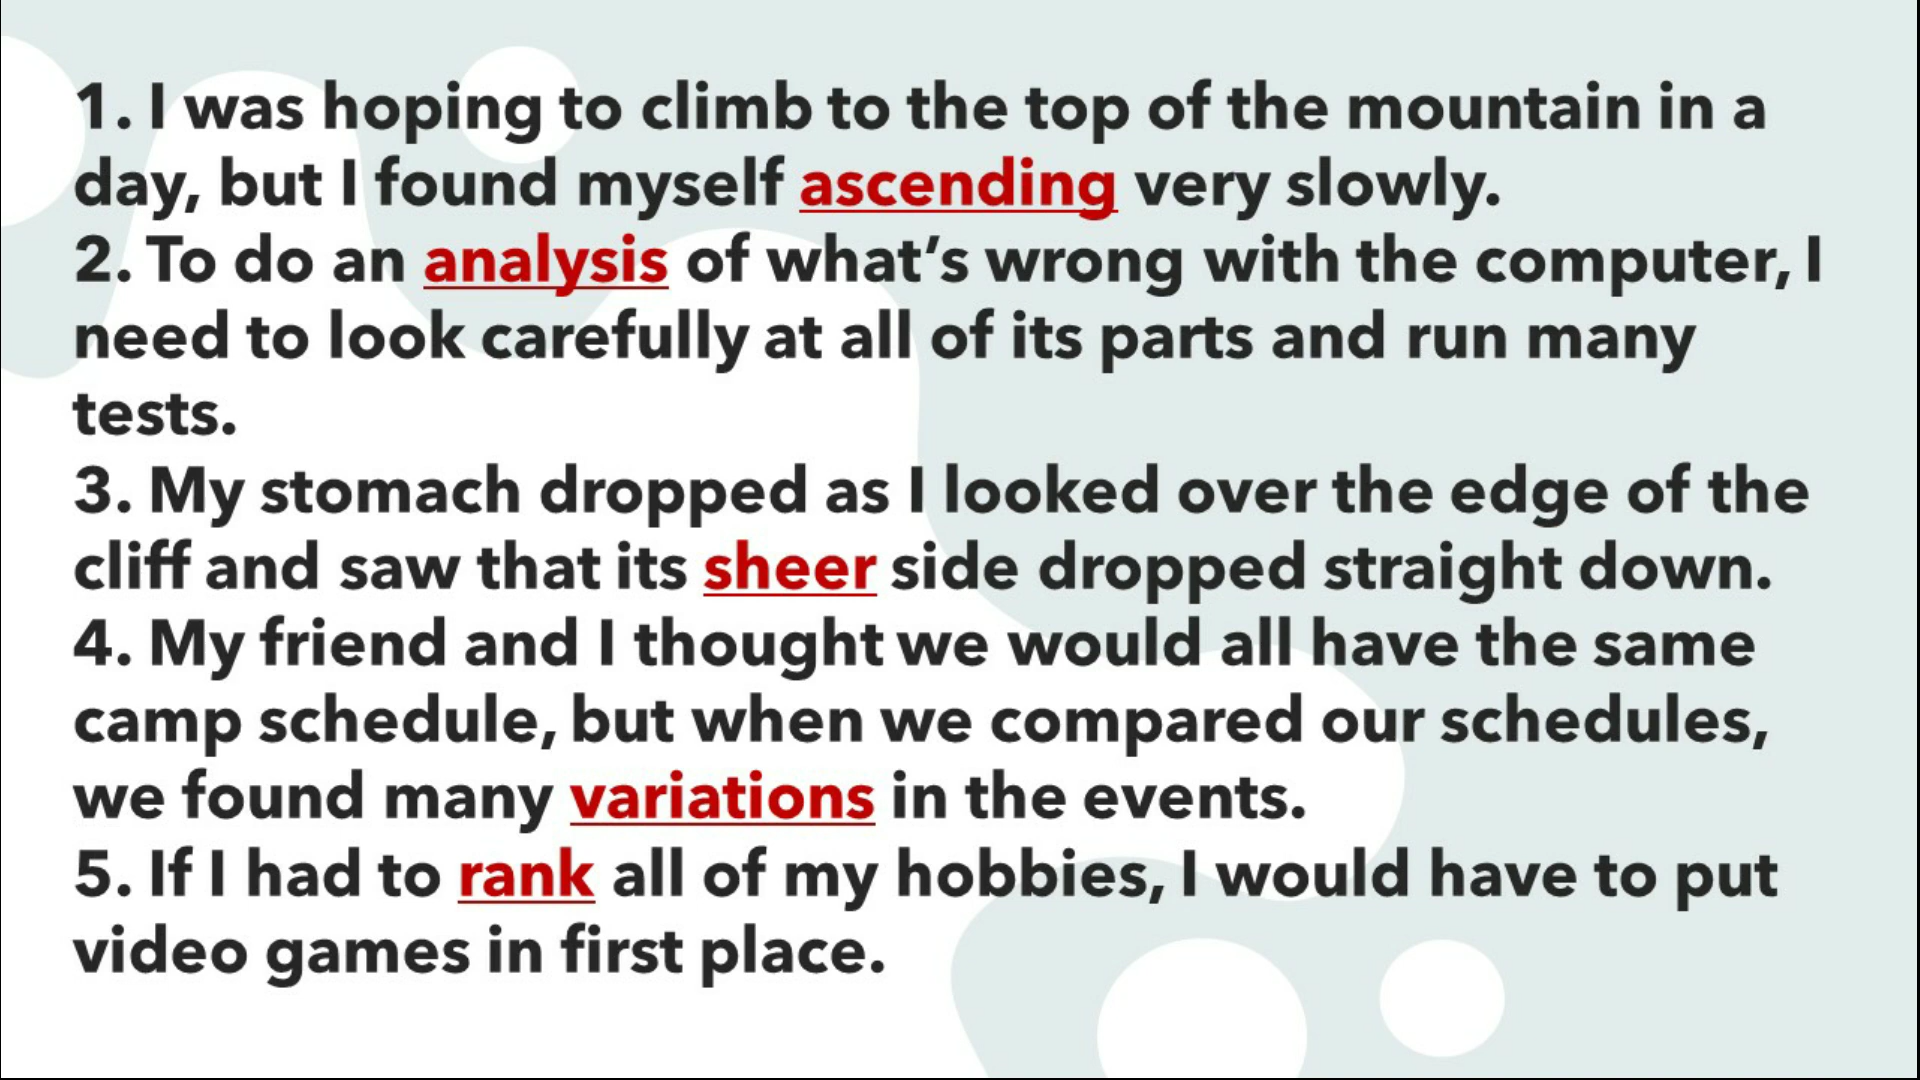 1. I was hoping to climb to the top of the mountain in a
day, but I found myself ascending very slowly.
2. To do an analysis of what’s wrong with the computer, I
need to look carefully at all of its parts and run many
tests.
3. My stomach dropped as I looked over the edge of the
cliff and saw that its sheer side dropped straight down.
4. My friend and I thought we would all have the same
camp schedule, but when we compared our schedules,
we found many variations in the events.
5. If I had to rank all of my hobbies, I would have to put
video games in first place.